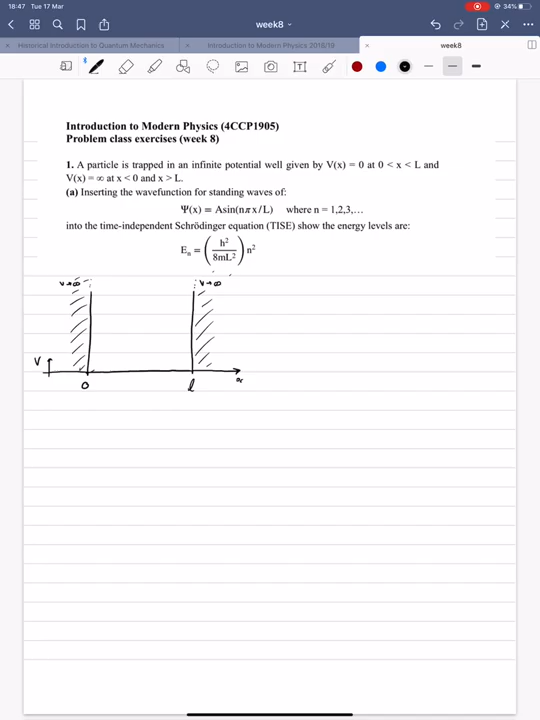 18:47 Tue 17 Mar
34%
week8
Historical Introduction to Quantum Mechanics
Introduction to Modern Physics 2018/19
week8
Introduction to Modern Physics (4CCP1905)
Problem class exercises (week 8)
1. A particle is trapped in an infinite potential well given by V(x) = 0 at 0 < x < L and
V(x) = ∞ at x < 0 and x > L.
(a) Inserting the wavefunction for standing waves of:
Ψ(x) = Asin(nπx/L) where n = 1,2,3,…
into the time-independent Schrödinger equation (TISE) show the energy levels are:
Eₙ = (h²/8mL²) n²
V→∞ V→∞
V
0 l x